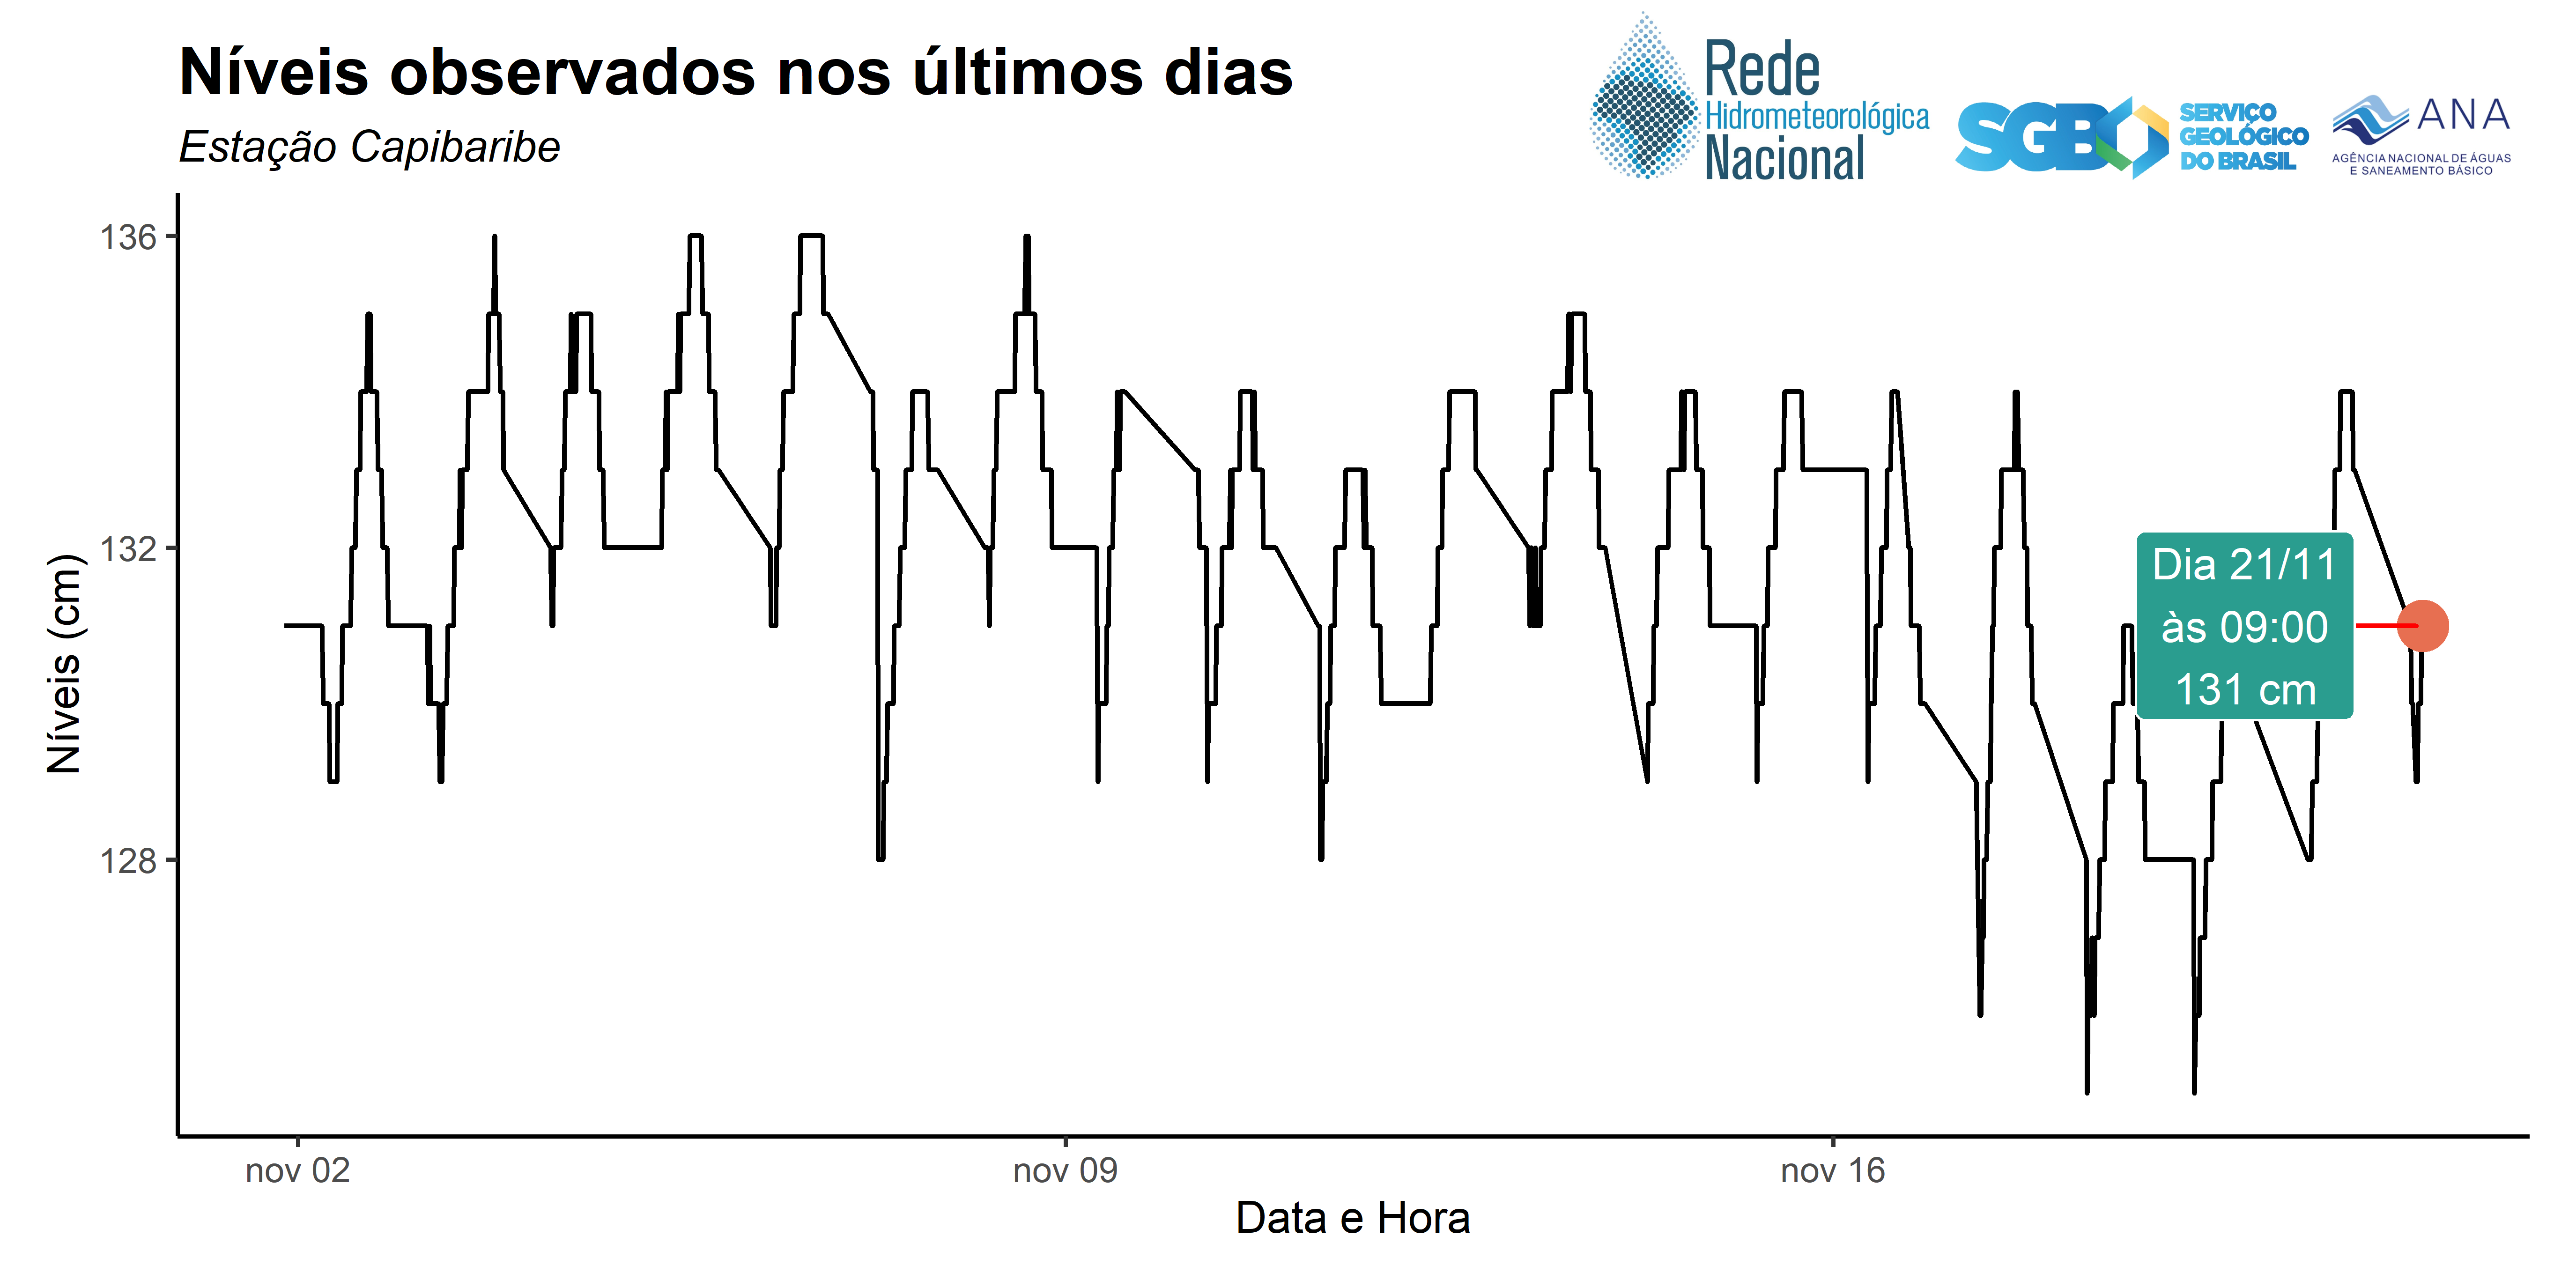 Níveis observados nos últimos dias
Estação Capibaribe
Rede
Hidrometeorológica
Nacional
SGB
SERVIÇO
GEOLÓGICO
DO BRASIL
ANA
AGÊNCIA NACIONAL DE ÁGUAS
E SANEAMENTO BÁSICO
136
132
128
Níveis (cm)
Dia 21/11
às 09:00
131 cm
nov 02
nov 09
nov 16
Data e Hora